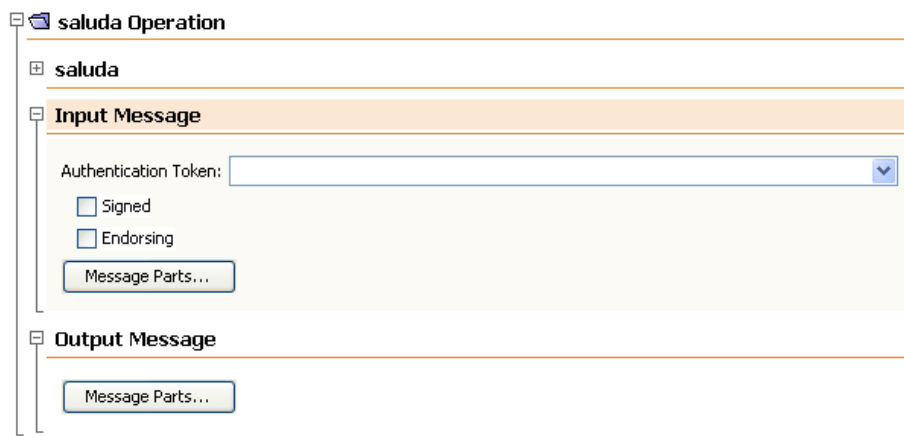 saluda Operation
saluda
Input Message
Authentication Token:
Signed
Endorsing
Message Parts...
Output Message
Message Parts...